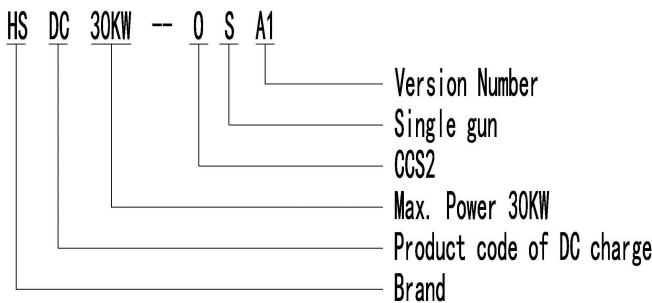 HS DC 30KW -- 0 S A1
Version Number
Single gun
CCS2
Max. Power 30KW
Product code of DC charge
Brand